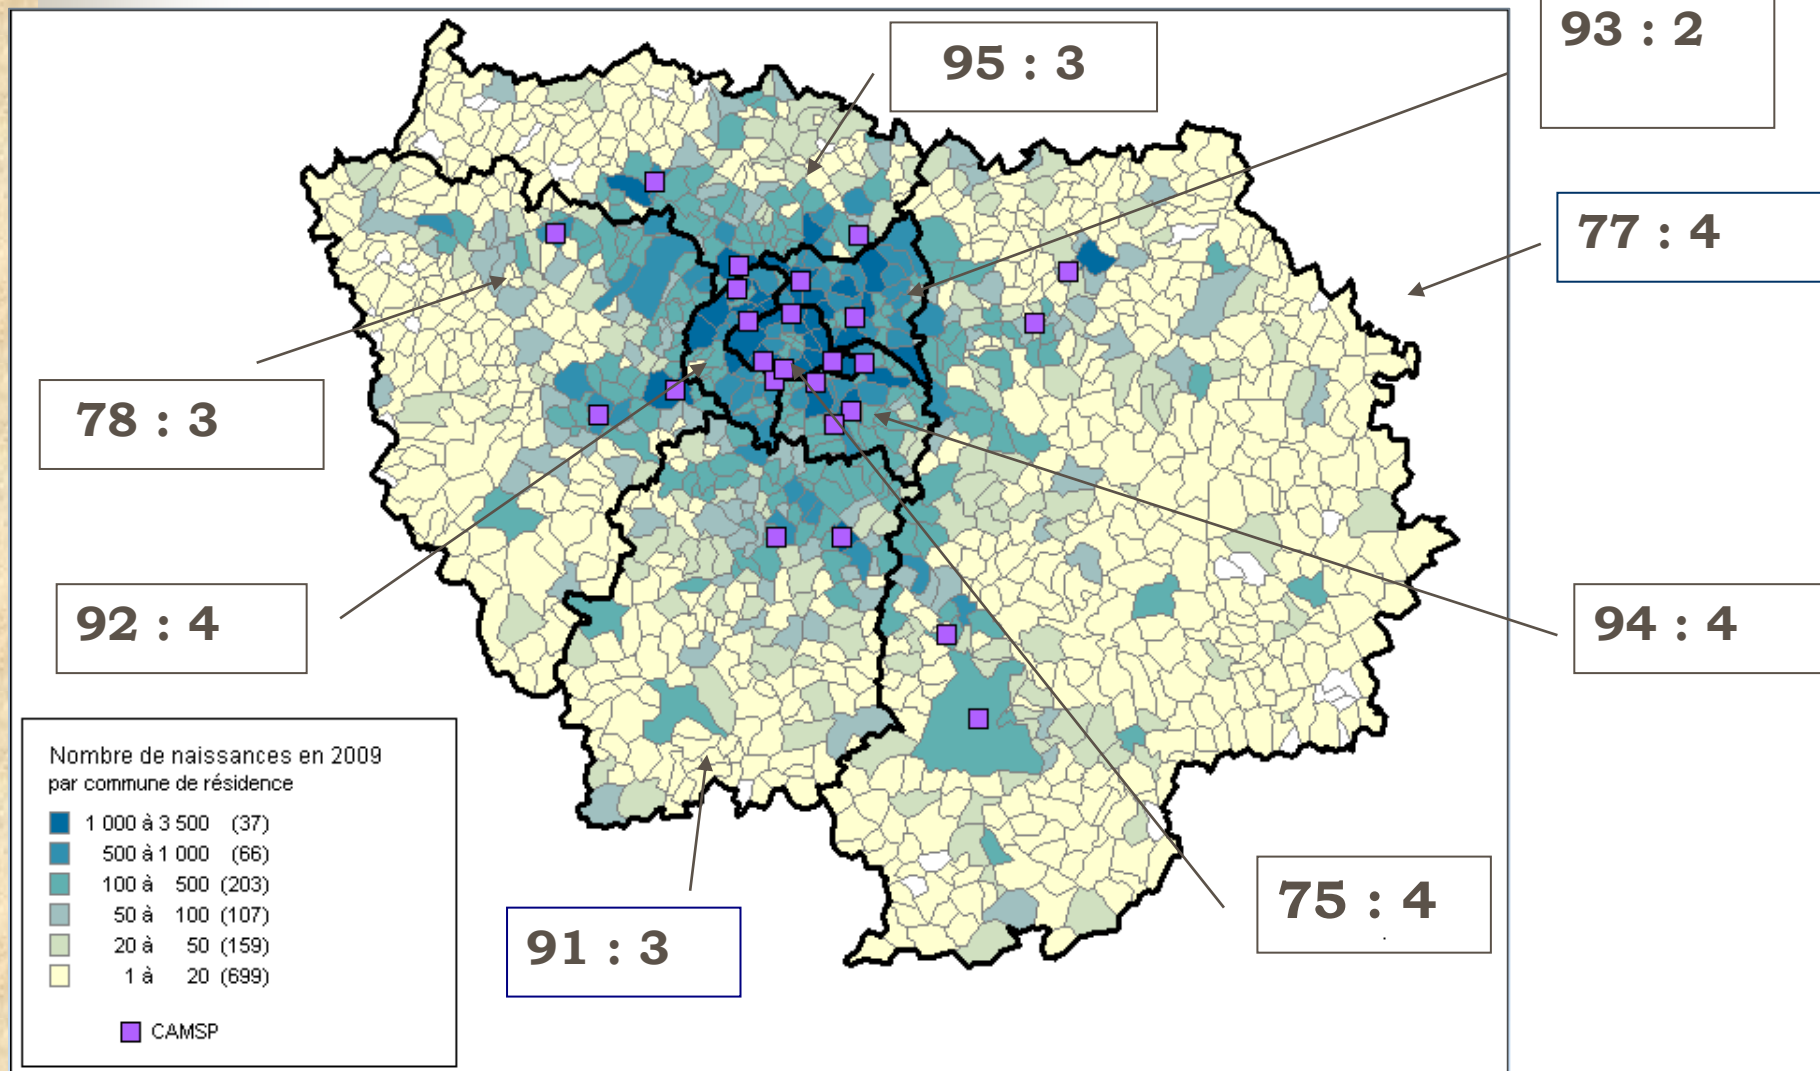 93 : 2
95 : 3
77 : 4
78 : 3
92 : 4
94 : 4
75 : 4
91 : 3
Nombre de naissances en 2009
par commune de résidence
1 000 à 3 500 (37)
500 à 1 000 (66)
100 à 500 (203)
50 à 100 (107)
20 à 50 (159)
1 à 20 (699)
CAMSP